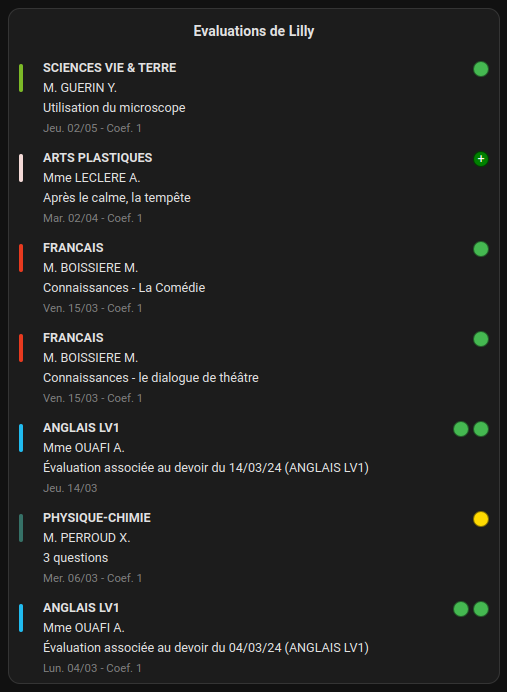 Evaluations de Lilly
SCIENCES VIE & TERRE
M. GUERIN Y.
Utilisation du microscope
Jeu. 02/05 - Coef. 1
ARTS PLASTIQUES
+
Mme LECLERE A.
Après le calme, la tempête
Mar. 02/04 - Coef. 1
FRANCAIS
M. BOISSIERE M.
Connaissances - La Comédie
Ven. 15/03 - Coef. 1
FRANCAIS
M. BOISSIERE M.
Connaissances - le dialogue de théâtre
Ven. 15/03 - Coef. 1
ANGLAIS LV1
Mme OUAFI A.
Évaluation associée au devoir du 14/03/24 (ANGLAIS LV1)
Jeu. 14/03
PHYSIQUE-CHIMIE
M. PERROUD X.
3 questions
Mer. 06/03 - Coef. 1
ANGLAIS LV1
Mme OUAFI A.
Évaluation associée au devoir du 04/03/24 (ANGLAIS LV1)
Lun. 04/03 - Coef. 1